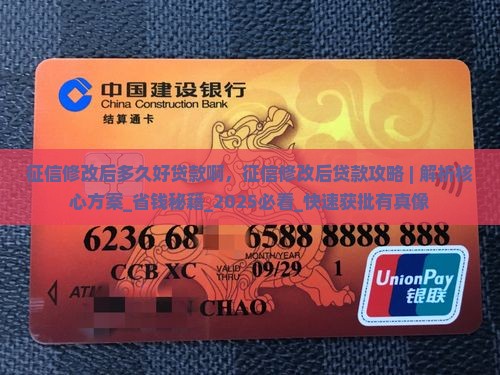 中国建设银行
China Construction Bank
结算通卡
征信修改后多久好贷款啊，征信修改后贷款攻略 | 解析核
心方案_省钱秘籍_2025必看_快速获批有真像
6236 68 6588 8888 888
MONTH/YEAR
CCB XC VALID THRU 09/29 1
ATM
CHAO
UnionPay
银联